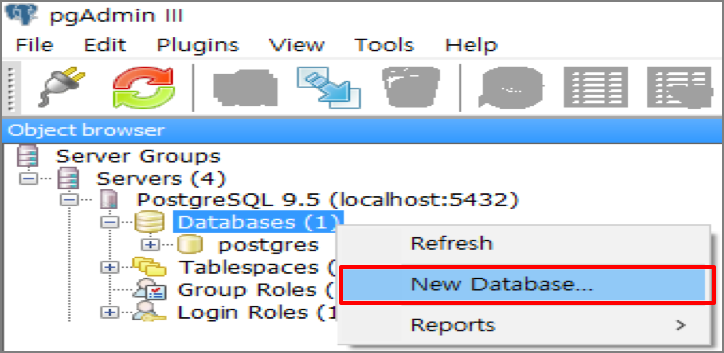 pgAdmin III
File Edit Plugins View Tools Help
Object browser
Server Groups
Servers (4)
PostgreSQL 9.5 (localhost:5432)
Databases (1)
postgres
Refresh
Tablespaces (
New Database...
Group Roles (
Login Roles (1
Reports